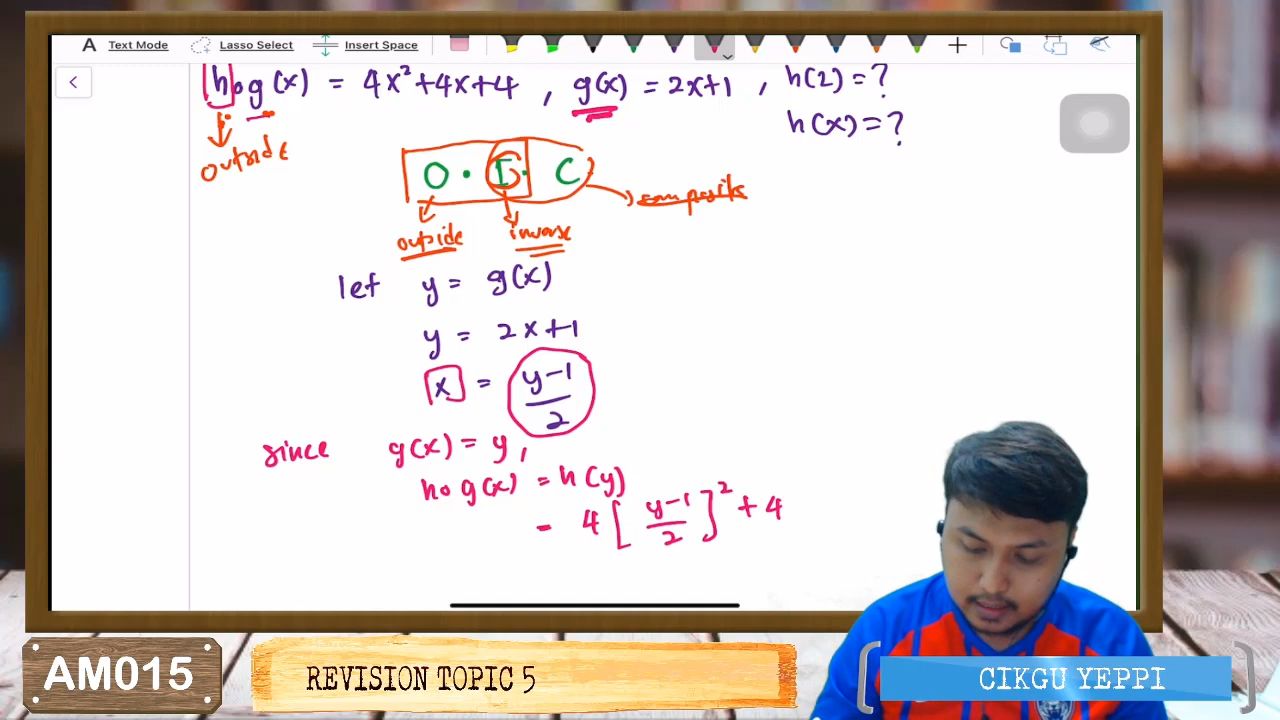 A Text Mode Lasso Select Insert Space
hog(x) = 4x²+4x+4 , g(x) = 2x+1 , h(2) = ?
h(x) = ?
outside
O · I · C
composite
outside inverse
let y = g(x)
y = 2x+1
x = y-1/2
since g(x) = y,
hog(x) = h(y)
= 4[y-1/2]² + 4
AM015
REVISION TOPIC 5
CIKGU YEPPI